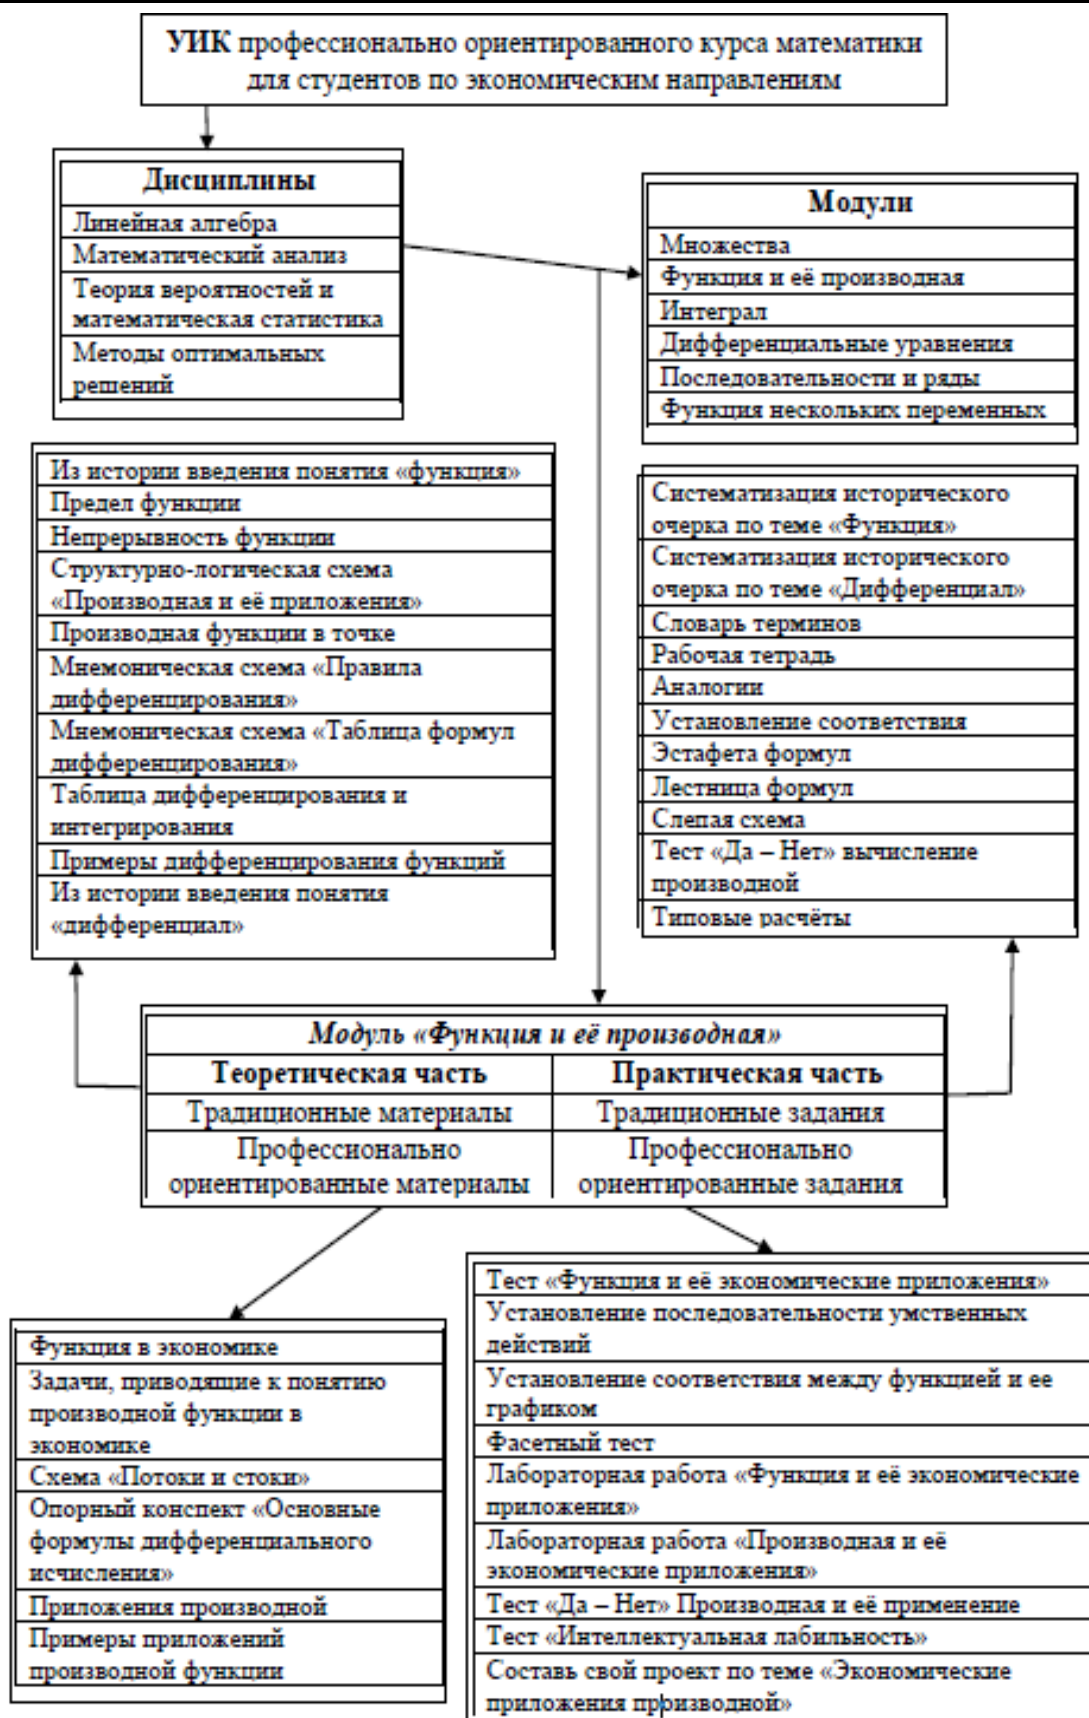 УИК профессионально ориентированного курса математики
для студентов по экономическим направлениям
Дисциплины
Линейная алгебра
Математический анализ
Теория вероятностей и
математическая статистика
Методы оптимальных
решений
Модули
Множества
Функция и её производная
Интеграл
Дифференциальные уравнения
Последовательности и ряды
Функция нескольких переменных
Из истории введения понятия «функция»
Предел функции
Непрерывность функции
Структурно-логическая схема
«Производная и её приложения»
Производная функции в точке
Мнемоническая схема «Правила
дифференцирования»
Мнемоническая схема «Таблица формул
дифференцирования»
Таблица дифференцирования и
интегрирования
Примеры дифференцирования функций
Из истории введения понятия
«дифференциал»
Систематизация исторического
очерка по теме «Функция»
Систематизация исторического
очерка по теме «Дифференциал»
Словарь терминов
Рабочая тетрадь
Аналогии
Установление соответствия
Эстафета формул
Лестница формул
Слепая схема
Тест «Да – Нет» вычисление
производной
Типовые расчёты
Модуль «Функция и её производная»
Теоретическая часть
Практическая часть
Традиционные материалы
Традиционные задания
Профессионально
ориентированные материалы
Профессионально
ориентированные задания
Функция в экономике
Задачи, приводящие к понятию
производной функции в
экономике
Схема «Потоки и стоки»
Опорный конспект «Основные
формулы дифференциального
исчисления»
Приложения производной
Примеры приложений
производной функции
Тест «Функция и её экономические приложения»
Установление последовательности умственных
действий
Установление соответствия между функцией и ее
графиком
Фасетный тест
Лабораторная работа «Функция и её экономические
приложения»
Лабораторная работа «Производная и её
экономические приложения»
Тест «Да – Нет» Производная и её применение
Тест «Интеллектуальная лабильность»
Составь свой проект по теме «Экономические
приложения производной»